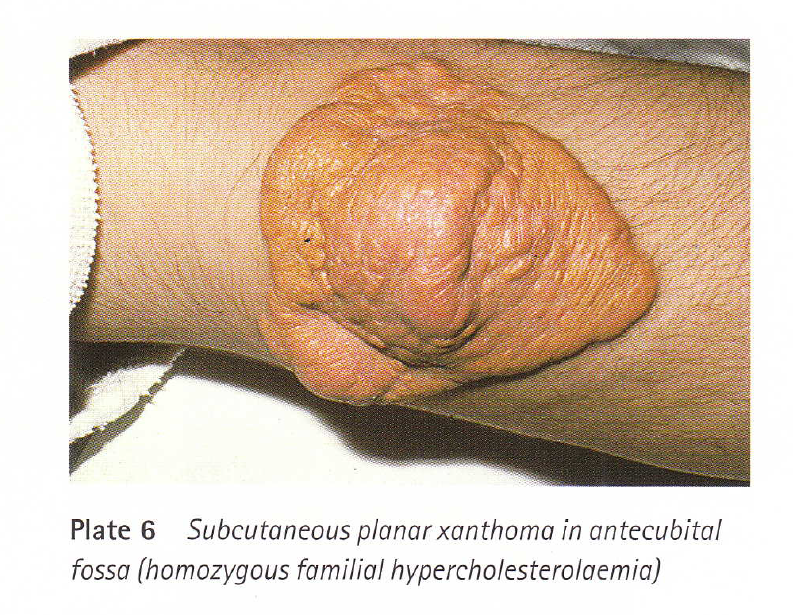 Plate 6 Subcutaneous planar xanthoma in antecubital
fossa (homozygous familial hypercholesterolaemia)